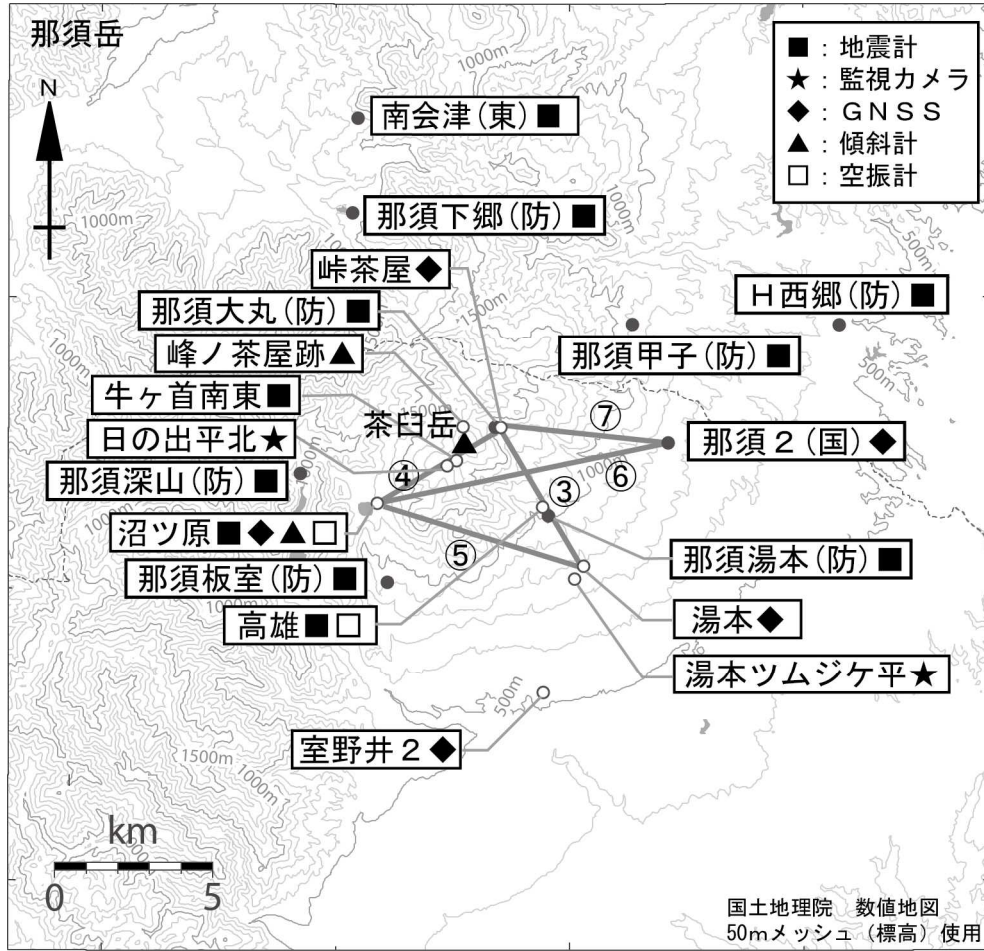 那須岳
N
■：地震計
★：監視カメラ
◆：ＧＮＳＳ
▲：傾斜計
□：空振計
1000m
南会津(東)■
1000m
1000m
那須下郷(防)■
500m
峠茶屋◆
Ｈ西郷(防)■
那須大丸(防)■
1500m
峰ノ茶屋跡▲
那須甲子(防)■
500m
1000m
牛ヶ首南東■
茶臼岳
⑦
日の出平北★
那須２(国)◆
④
⑥
1000m
那須深山(防)■
1000m
③
沼ツ原■◆▲□
⑤
那須湯本(防)■
那須板室(防)■
1000m
高雄■□
湯本◆
湯本ツムジケ平★
500m
室野井２◆
1500m
1000m
km
0 5
国土地理院　数値地図
50mメッシュ（標高）使用